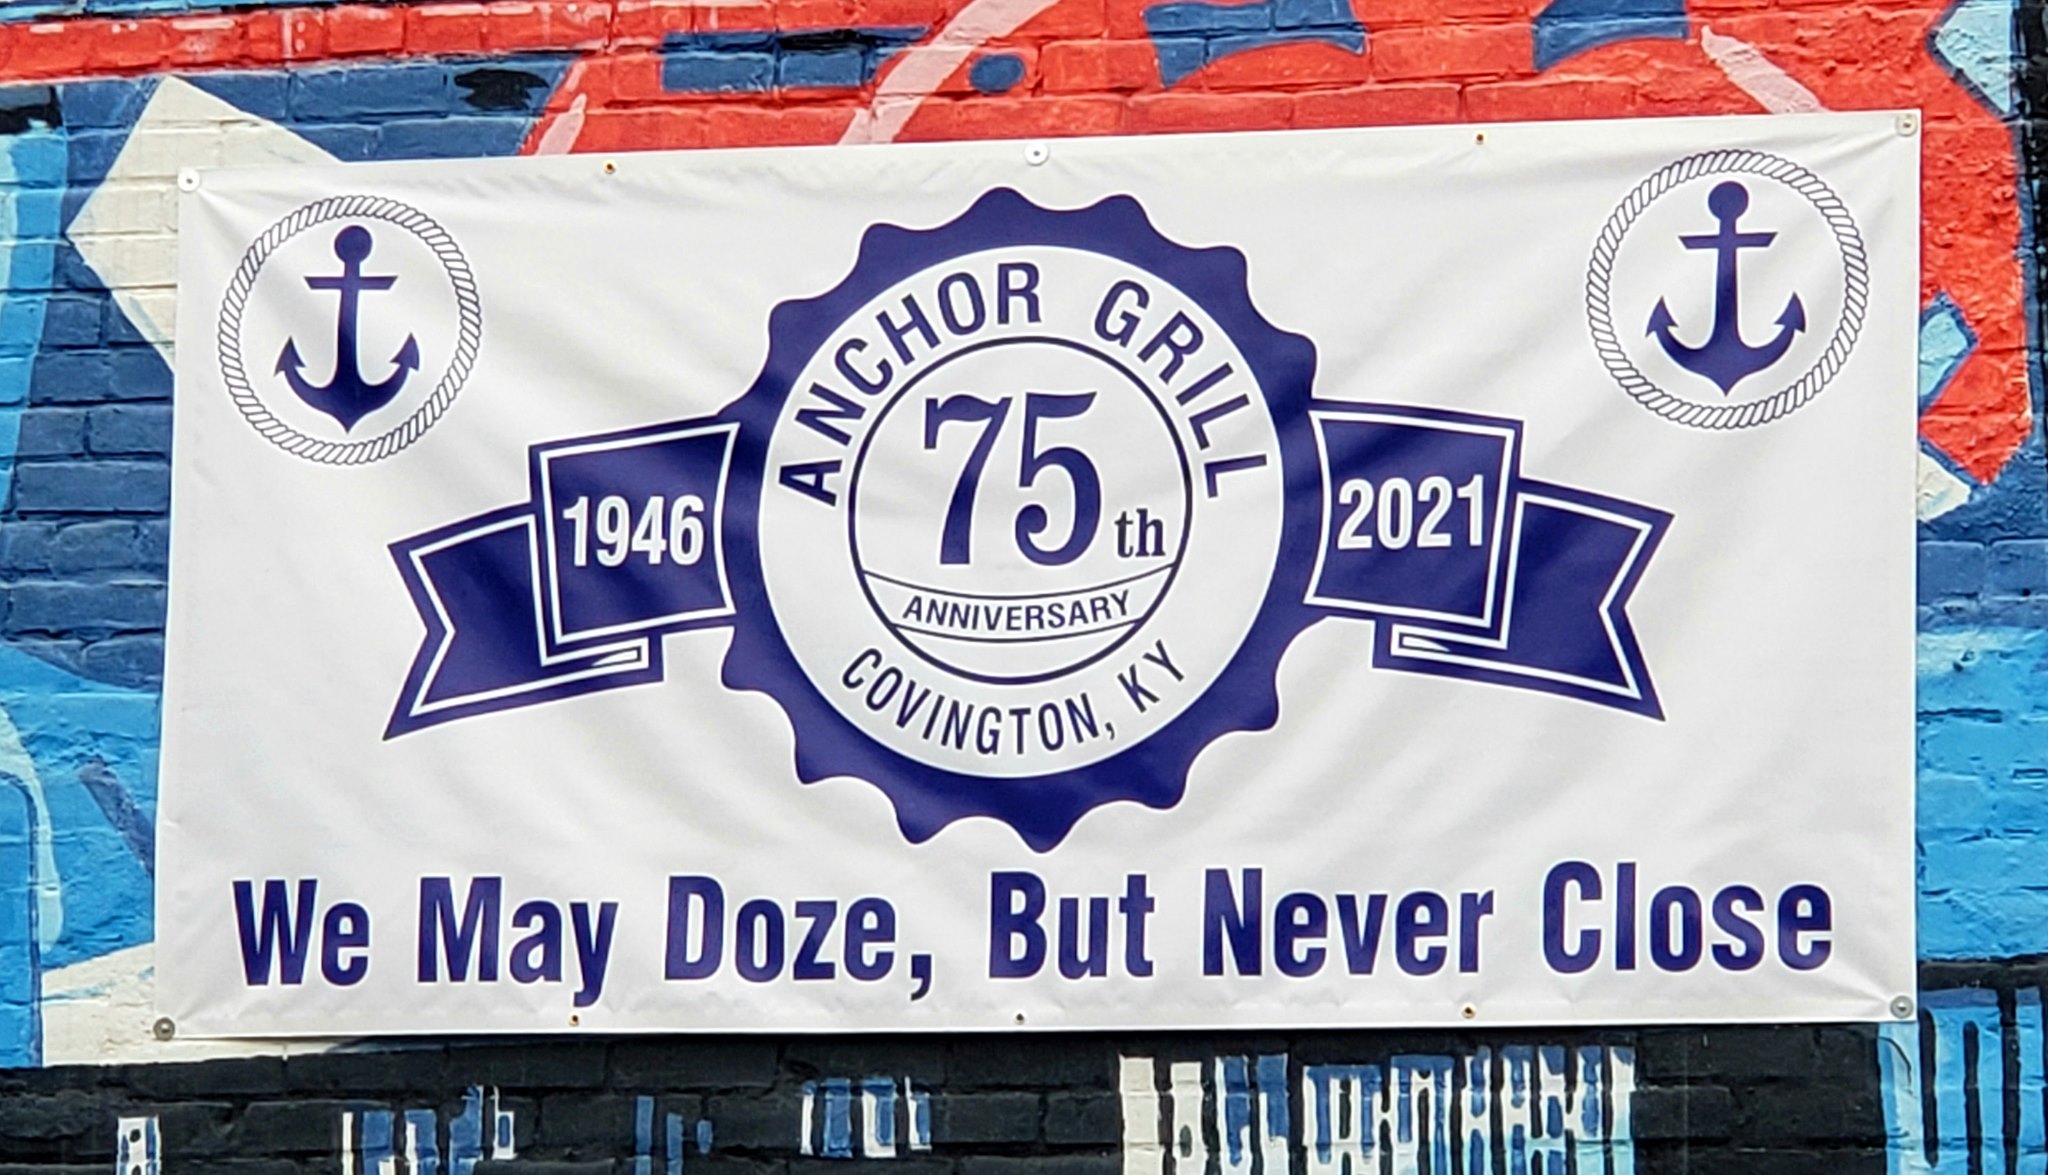 ANCHOR GRILL
75th
1946
2021
ANNIVERSARY
COVINGTON, KY
We May Doze, But Never Close